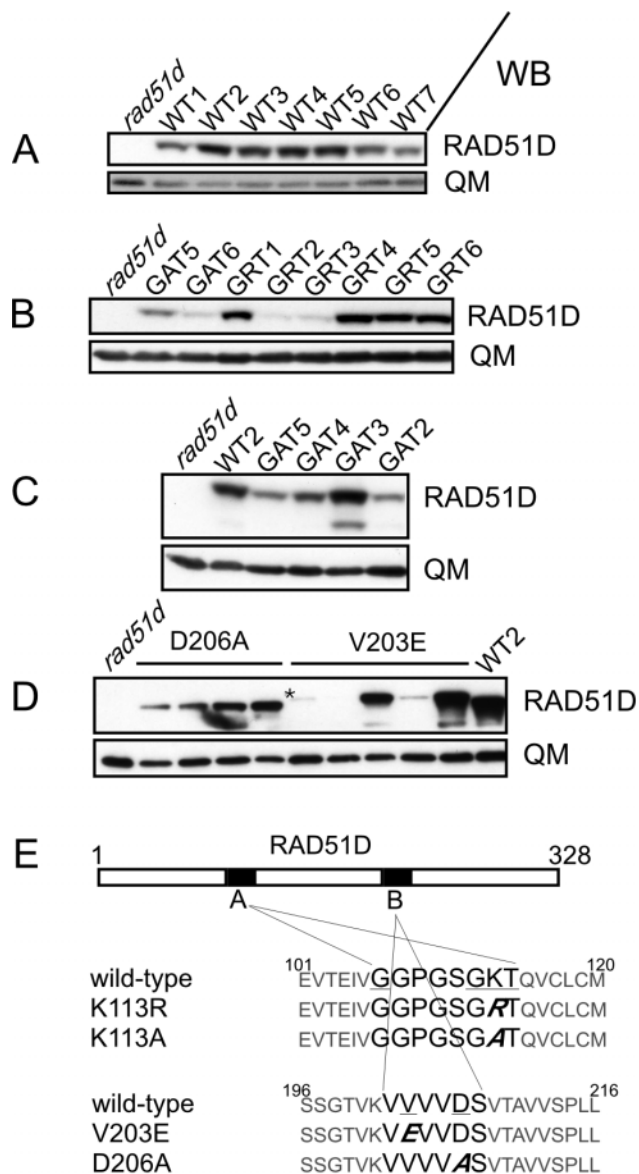 WB
A
rad51d WT1 WT2 WT3 WT4 WT5 WT6 WT7
RAD51D
QM
B
rad51d GAT5 GAT6 GRT1 GRT2 GRT3 GRT4 GRT5 GRT6
RAD51D
QM
C
rad51d WT2 GAT5 GAT4 GAT3 GAT2
RAD51D
QM
D
rad51d D206A V203E WT2
*
RAD51D
QM
E
1 RAD51D 328
A B
101 120
wild-type EVTEIVGGPGSGKTQVCLCM
K113R EVTEIVGGPGSGRTQVCLCM
K113A EVTEIVGGPGSGATQVCLCM
196 216
wild-type SSGTVKVVVVDSVTAVVSPLL
V203E SSGTVKVEVVDSVTAVVSPLL
D206A SSGTVKVVVVASVTAVVSPLL